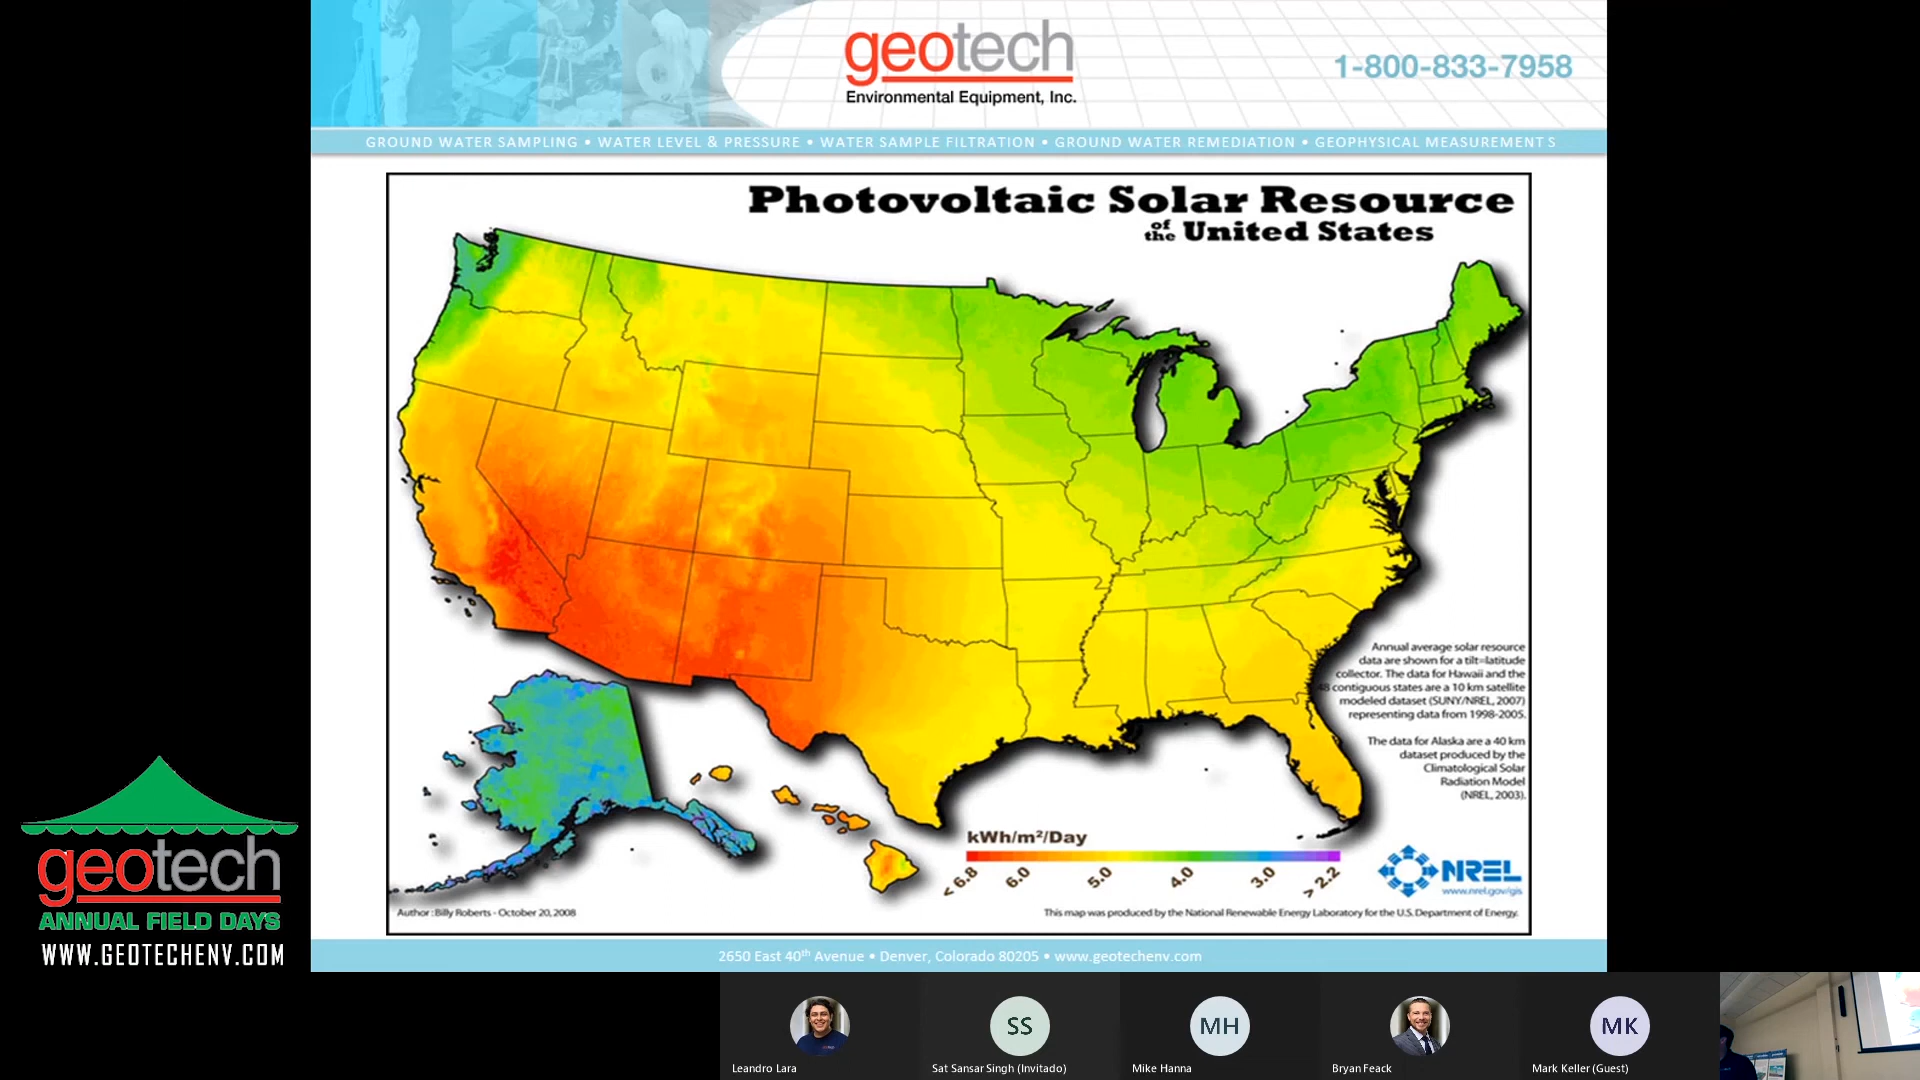 geotech
Environmental Equipment, Inc.
1-800-833-7958
GROUND WATER SAMPLING • WATER LEVEL & PRESSURE • WATER SAMPLE FILTRATION • GROUND WATER REMEDIATION • GEOPHYSICAL MEASUREMENTS
Photovoltaic Solar Resource
of the United States
Annual average solar resource
data are shown for a tilt=latitude
collector. The data for Hawaii and the
48 contiguous states are a 10 km satellite
modeled dataset (SUNY/NREL, 2007)
representing data from 1998-2005.
The data for Alaska are a 40 km
dataset produced by the
Climatological Solar
Radiation Model
(NREL, 2003).
kWh/m²/Day
< 6.8 6.0 5.0 4.0 3.0 > 2.2
NREL
www.nrel.gov/gis
Author : Billy Roberts - October 20, 2008
This map was produced by the National Renewable Energy Laboratory for the U.S. Department of Energy.
2650 East 40th Avenue • Denver, Colorado 80205 • www.geotechenv.com
geotech
ANNUAL FIELD DAYS
WWW.GEOTECHENV.COM
SS
MH
MK
Leandro Lara
Sat Sansar Singh (Invitado)
Mike Hanna
Bryan Feack
Mark Keller (Guest)